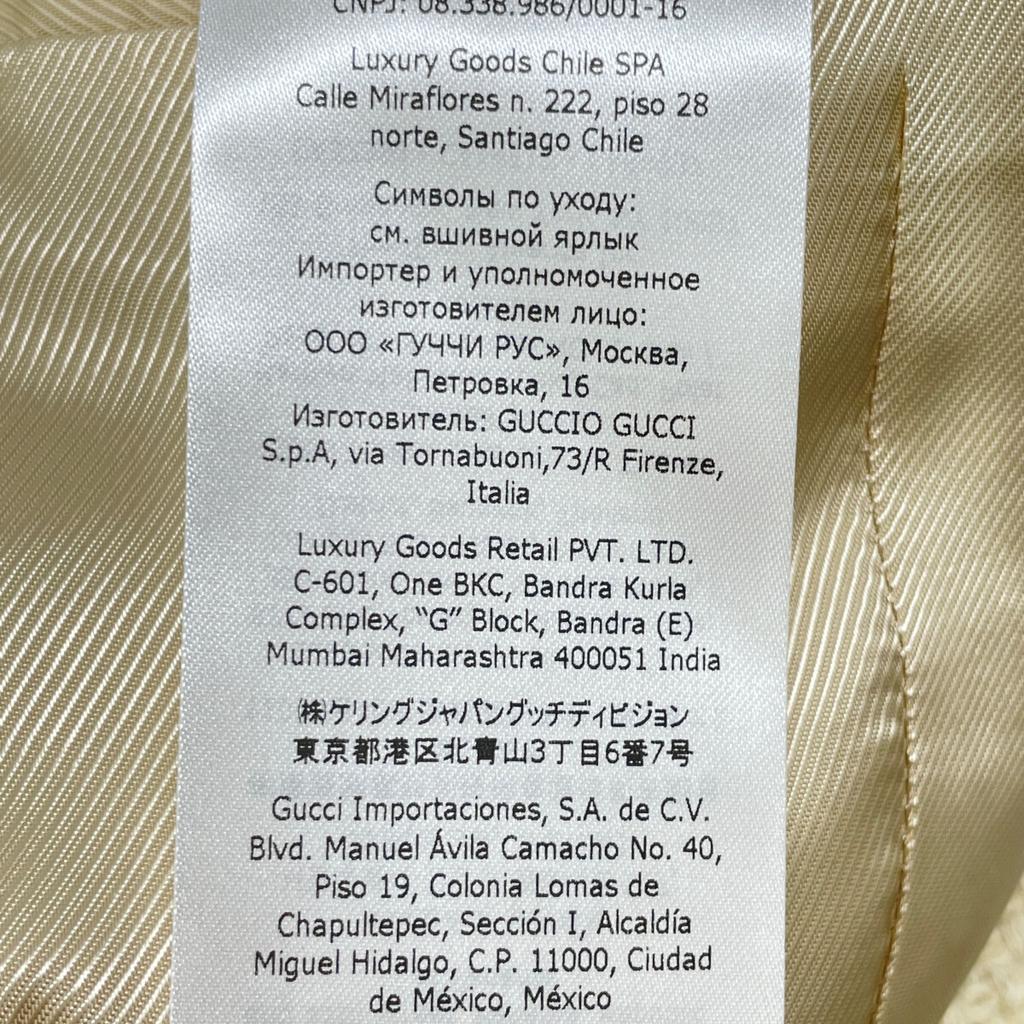 CNPJ: 08.338.986/0001-16
Luxury Goods Chile SPA
Calle Miraflores n. 222, piso 28
norte, Santiago Chile
Символы по уходу:
см. вшивной ярлык
Импортер и уполномоченное
изготовителем лицо:
ООО «ГУЧЧИ РУС», Москва,
Петровка, 16
Изготовитель: GUCCIO GUCCI
S.p.A, via Tornabuoni,73/R Firenze,
Italia
Luxury Goods Retail PVT. LTD.
C-601, One BKC, Bandra Kurla
Complex, “G” Block, Bandra (E)
Mumbai Maharashtra 400051 India
㈱ケリングジャパングッチディビジョン
東京都港区北青山3丁目6番7号
Gucci Importaciones, S.A. de C.V.
Blvd. Manuel Ávila Camacho No. 40,
Piso 19, Colonia Lomas de
Chapultepec, Sección I, Alcaldía
Miguel Hidalgo, C.P. 11000, Ciudad
de México, México